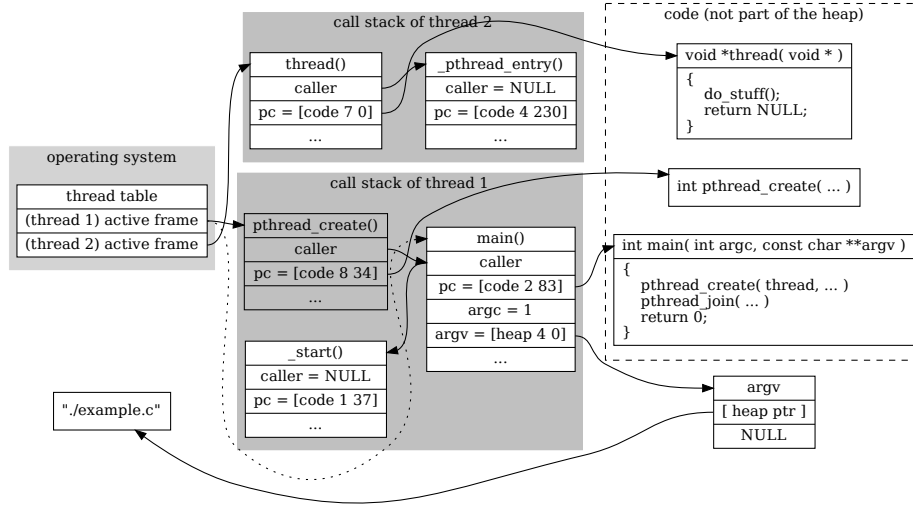 call stack of thread 2
thread()
caller
pc = [code 7 0]
...
_pthread_entry()
caller = NULL
pc = [code 4 230]
...
code (not part of the heap)
void *thread( void * )
{
do_stuff();
return NULL;
}
int pthread_create( ... )
int main( int argc, const char **argv )
{
pthread_create( thread, ... )
pthread_join( ... )
return 0;
}
operating system
thread table
(thread 1) active frame
(thread 2) active frame
call stack of thread 1
pthread_create()
caller
pc = [code 8 34]
...
main()
caller
pc = [code 2 83]
argc = 1
argv = [heap 4 0]
...
_start()
caller = NULL
pc = [code 1 37]
...
"./example.c"
argv
[ heap ptr ]
NULL